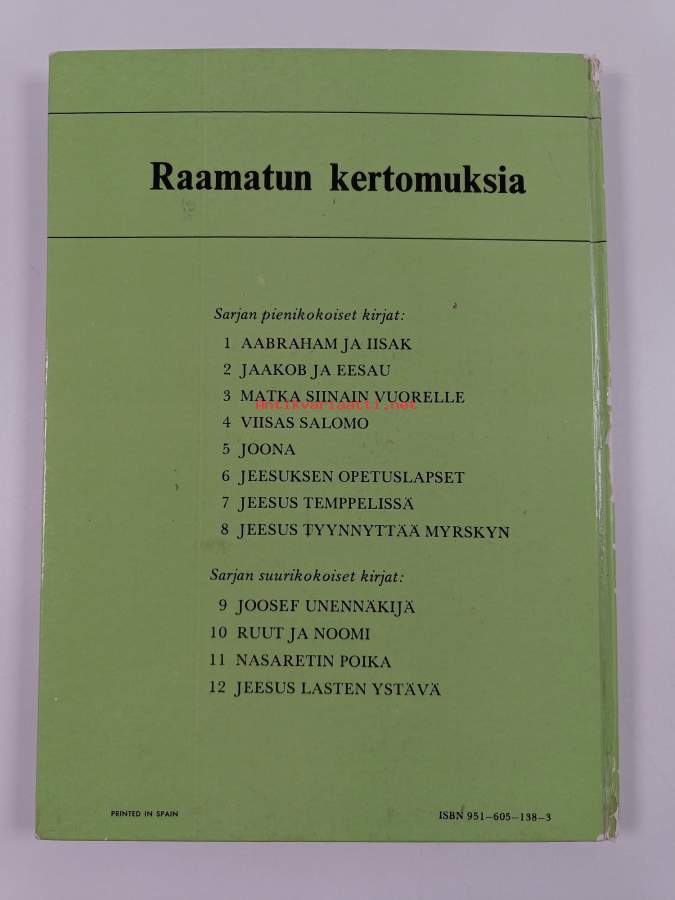 Raamatun kertomuksia
Sarjan pienikokoiset kirjat:
1 AABRAHAM JA IISAK
2 JAAKOB JA EESAU
3 MATKA SIINAIN VUORELLE
Antikvariaatti.net
4 VIISAS SALOMO
5 JOONA
6 JEESUKSEN OPETUSLAPSET
7 JEESUS TEMPPELISSÄ
8 JEESUS TYYNNYTTÄÄ MYRSKYN
Sarjan suurikokoiset kirjat:
9 JOOSEF UNENNÄKIJÄ
10 RUUT JA NOOMI
11 NASARETIN POIKA
12 JEESUS LASTEN YSTÄVÄ
PRINTED IN SPAIN
ISBN 951–605–138–3